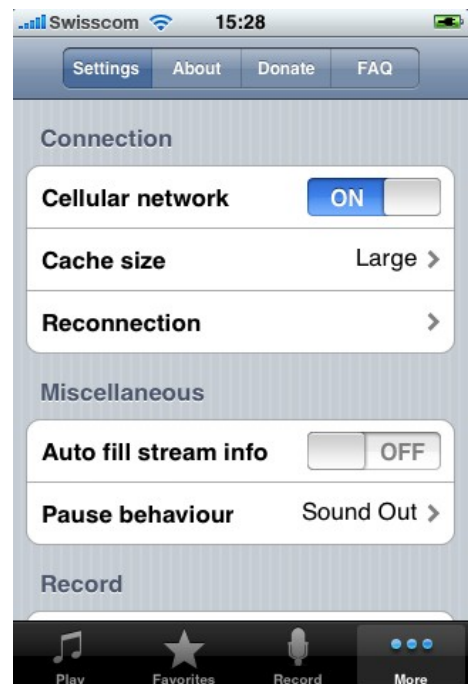 Swisscom 15:28
Settings About Donate FAQ
Connection
Cellular network ON
Cache size Large
Reconnection
Miscellaneous
Auto fill stream info OFF
Pause behaviour Sound Out
Record
Play Favorites Record More